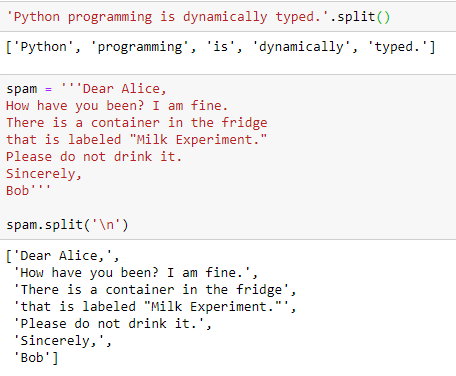 'Python programming is dynamically typed.'.split()
['Python', 'programming', 'is', 'dynamically', 'typed.']
spam = '''Dear Alice,
How have you been? I am fine.
There is a container in the fridge
that is labeled "Milk Experiment."
Please do not drink it.
Sincerely,
Bob'''
spam.split('\n')
['Dear Alice,',
 'How have you been? I am fine.',
 'There is a container in the fridge',
 'that is labeled "Milk Experiment."',
 'Please do not drink it.',
 'Sincerely,',
 'Bob']